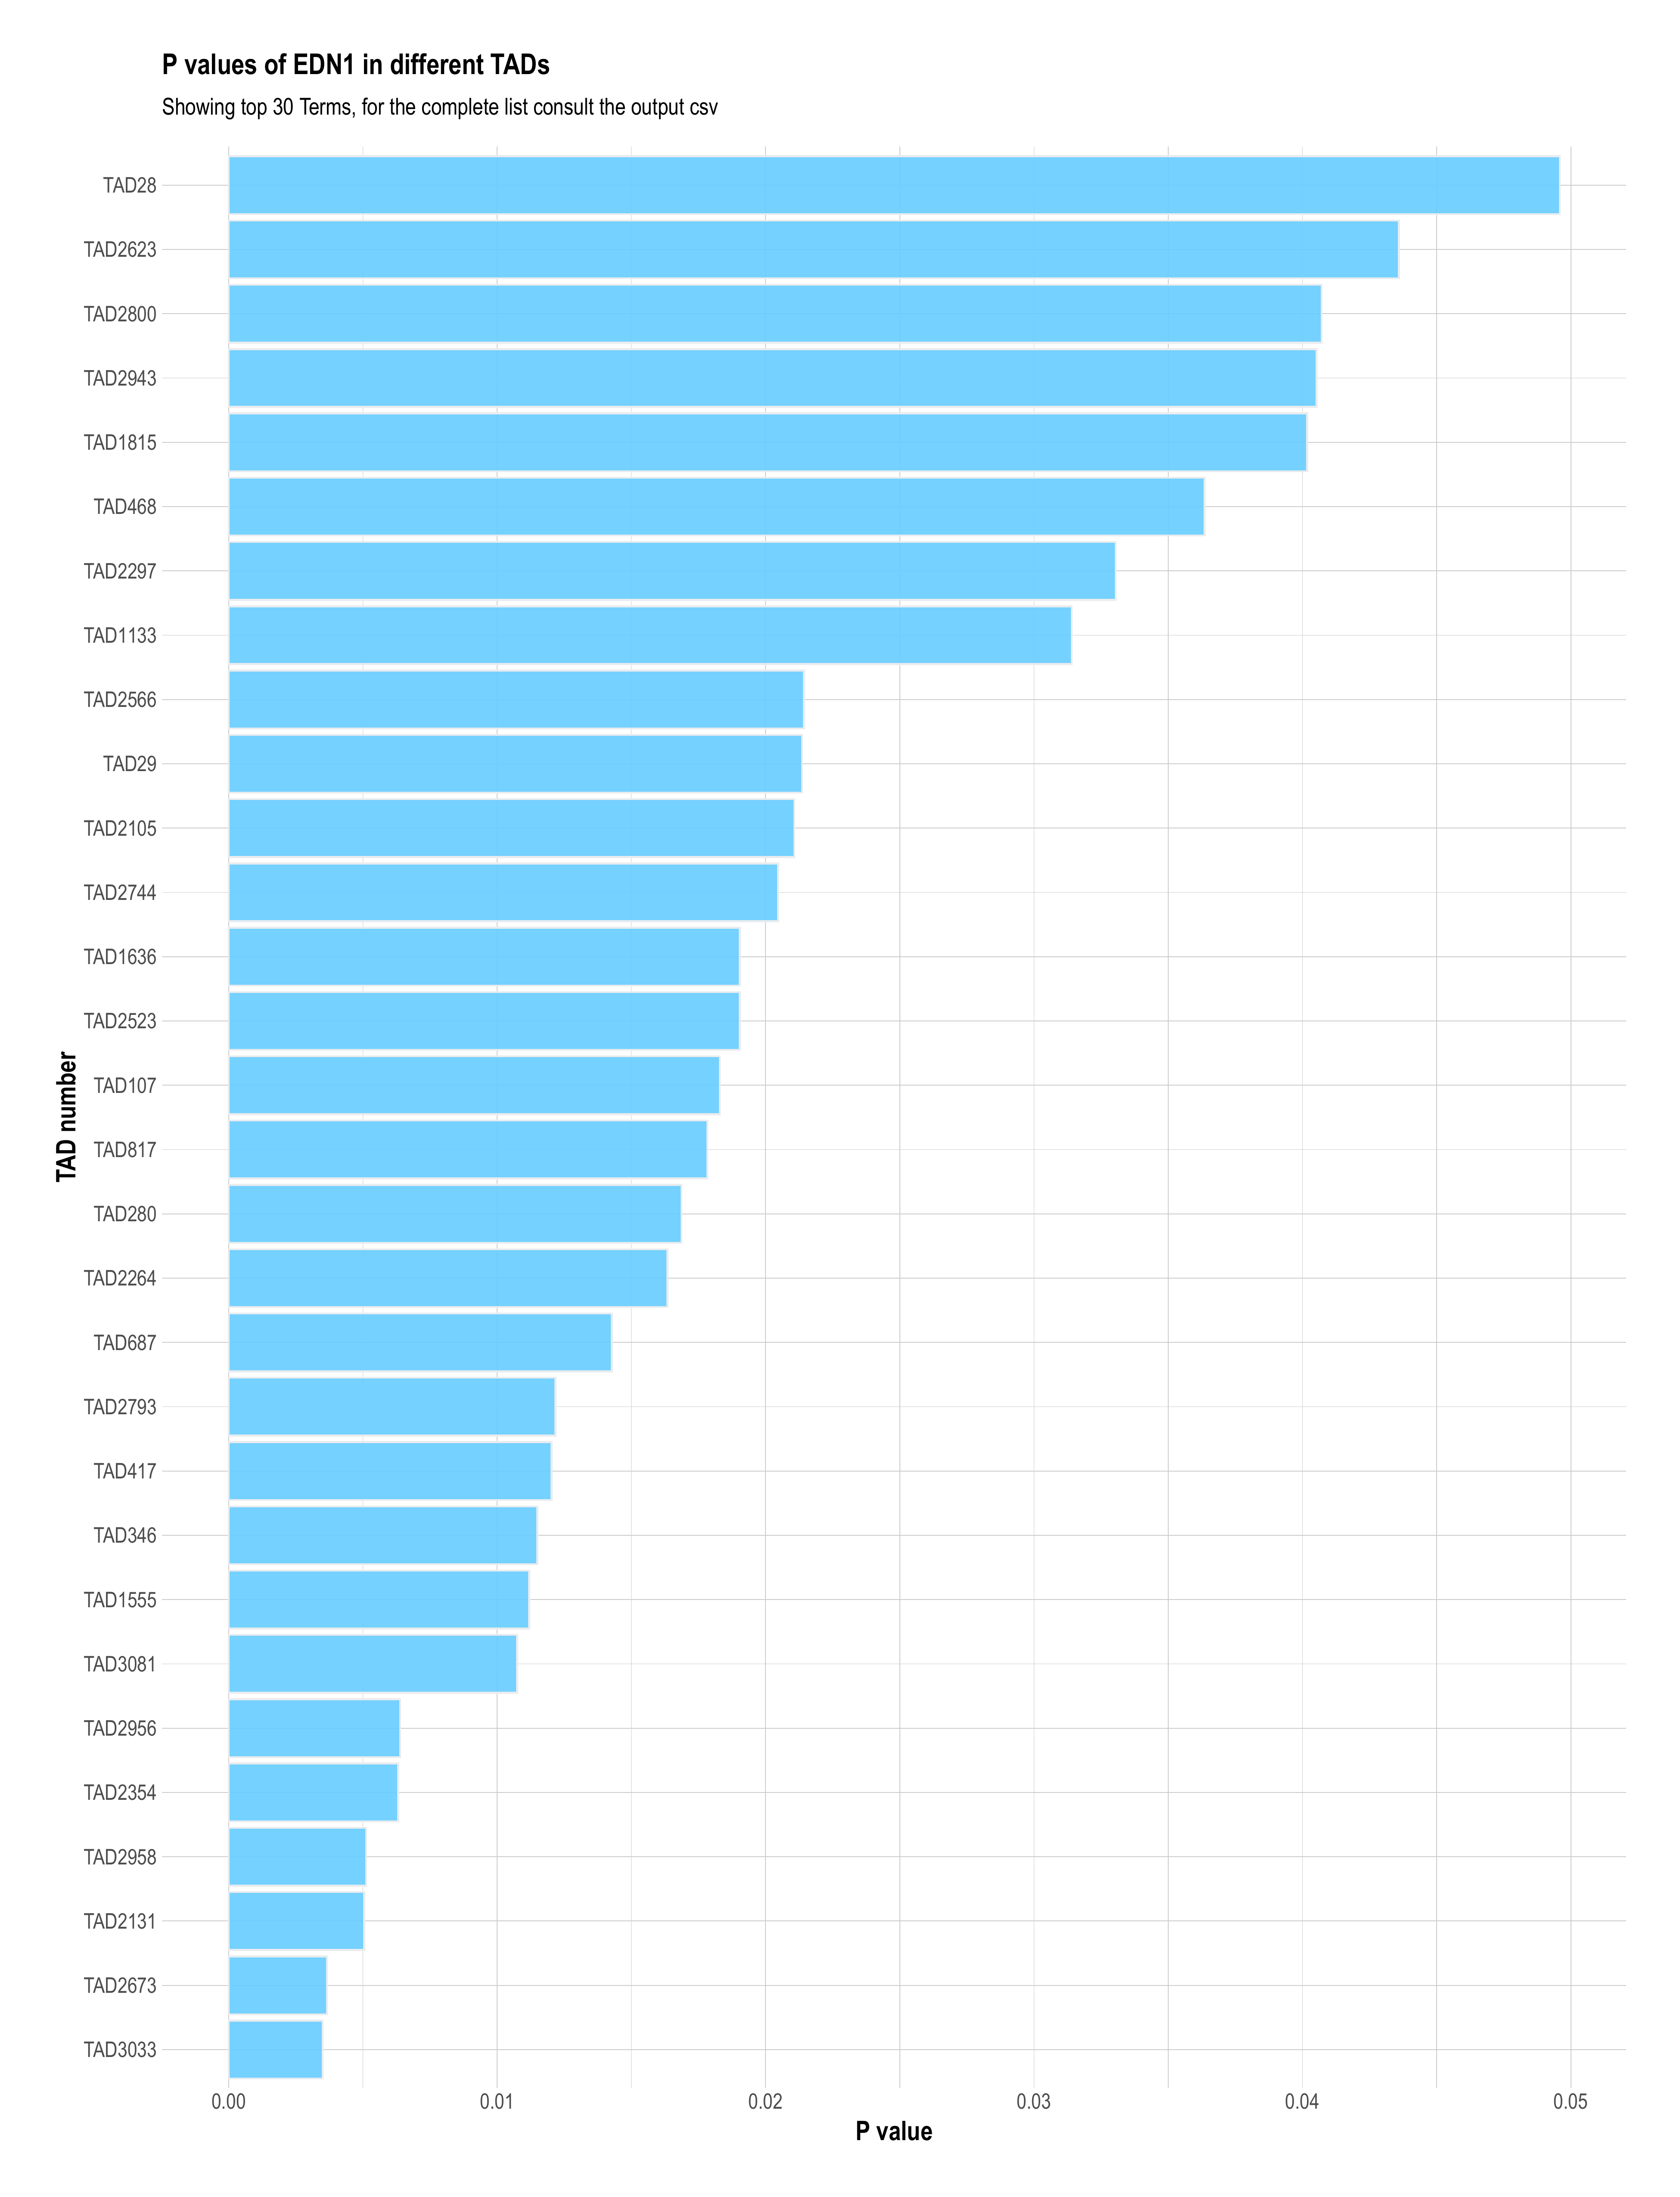 P values of EDN1 in different TADs
Showing top 30 Terms, for the complete list consult the output csv
TAD number
TAD28
TAD2623
TAD2800
TAD2943
TAD1815
TAD468
TAD2297
TAD1133
TAD2566
TAD29
TAD2105
TAD2744
TAD1636
TAD2523
TAD107
TAD817
TAD280
TAD2264
TAD687
TAD2793
TAD417
TAD346
TAD1555
TAD3081
TAD2956
TAD2354
TAD2958
TAD2131
TAD2673
TAD3033
0.00 0.01 0.02 0.03 0.04 0.05
P value